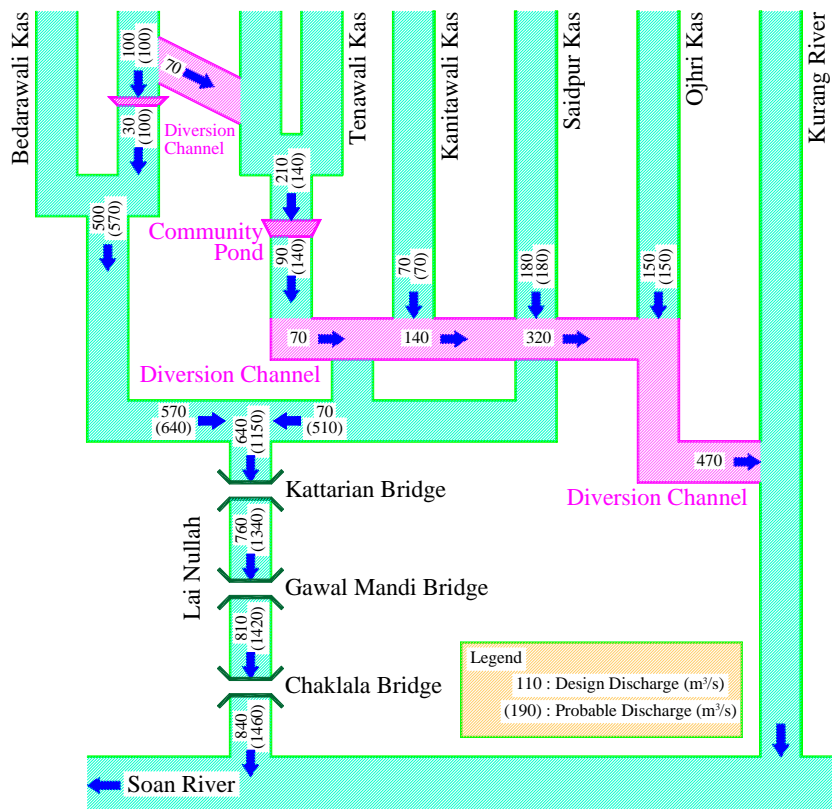 Bedarawali Kas
Tenawali Kas
Kanitawali Kas
Saidpur Kas
Ojhri Kas
Kurang River
100
(100)
70
30
(100)
Diversion
Channel
210
(140)
500
(570)
Community
Pond
90
(140)
70
(70)
180
(180)
150
(150)
70
140
320
Diversion Channel
570
(640)
640
(1150)
70
(510)
470
Diversion Channel
Kattarian Bridge
760
(1340)
Lai Nullah
Gawal Mandi Bridge
810
(1420)
Chaklala Bridge
840
(1460)
Legend
110 : Design Discharge (m³/s)
(190) : Probable Discharge (m³/s)
Soan River